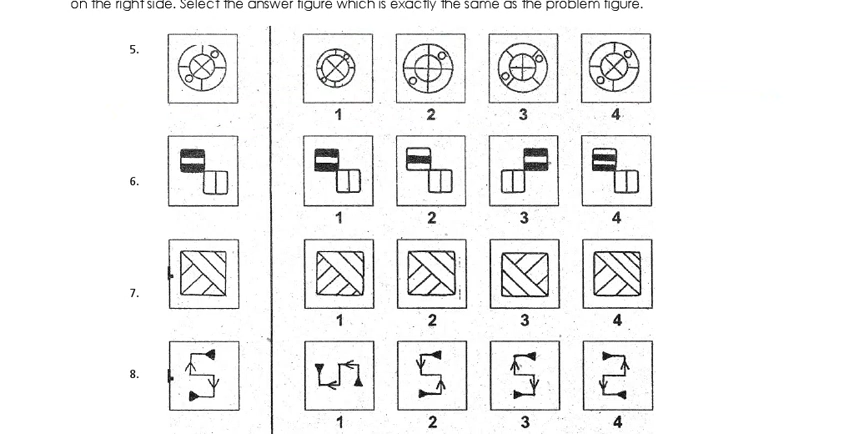 on the right side. Select the answer figure which is exactly the same as the problem figure.
5.
1 2 3 4
6.
1 2 3 4
7.
1 2 3 4
8.
1 2 3 4